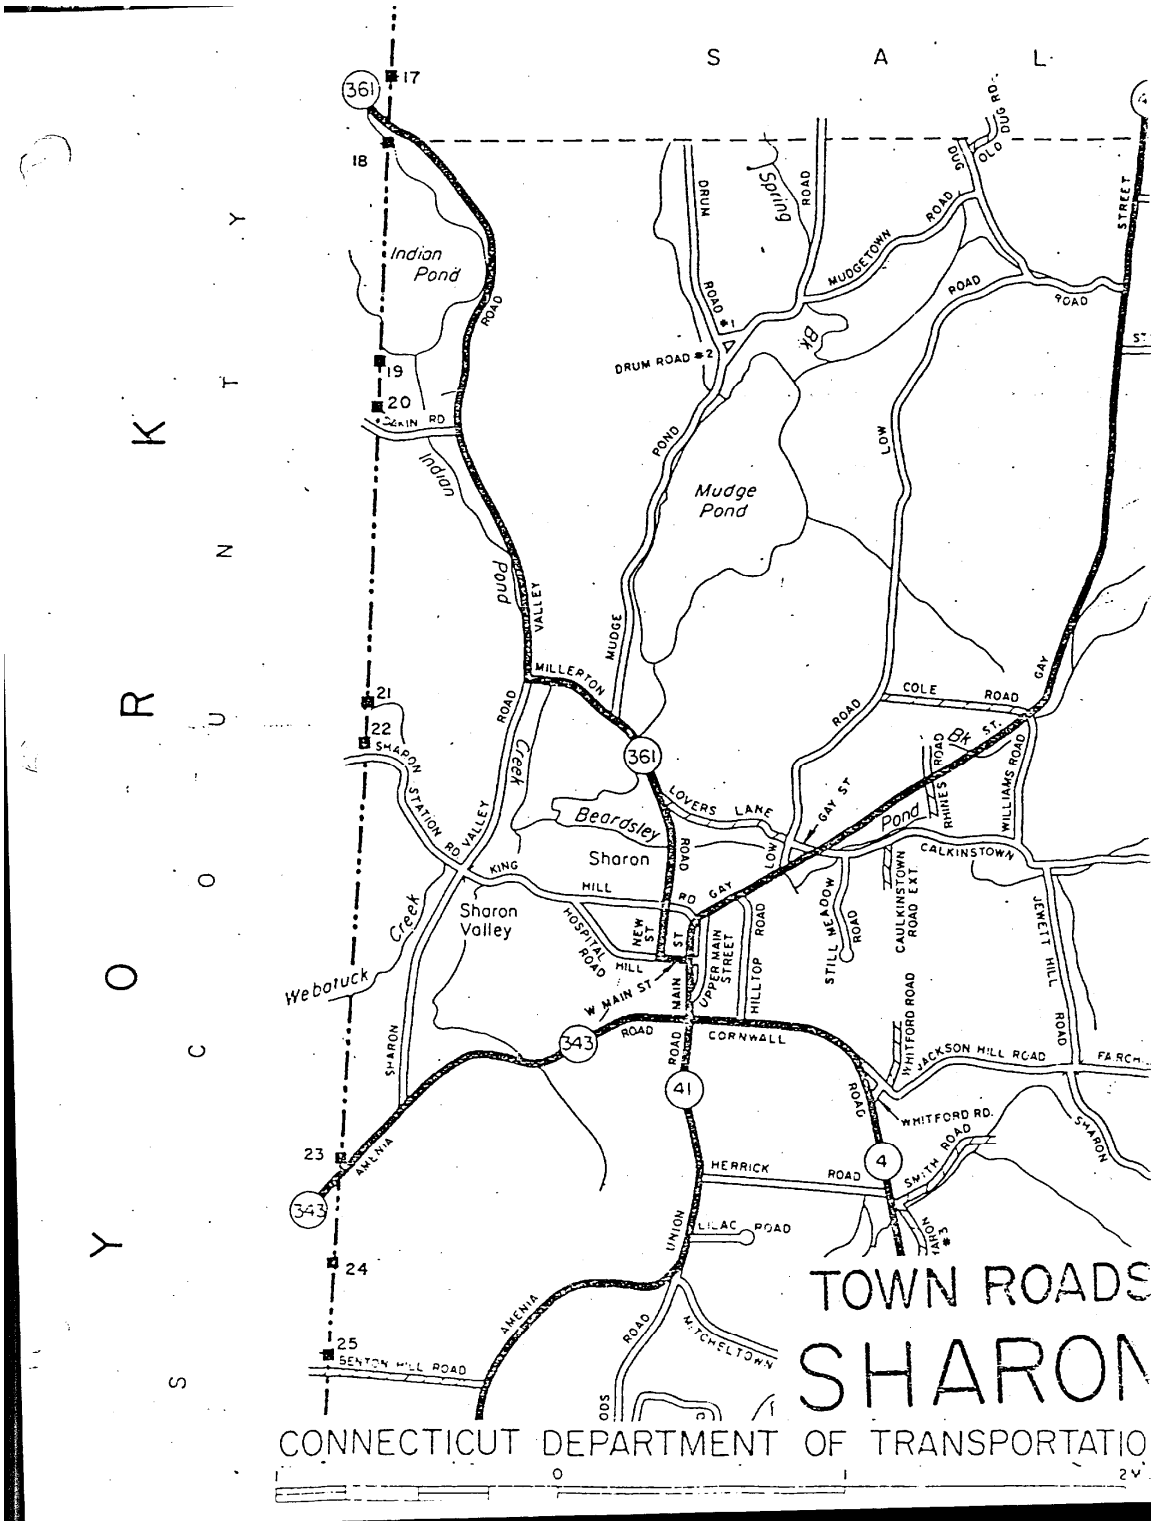 S A L
17
361
18
OLD DUG RD.
DUG
Spring
ROAD
DRUM
STREET
Y
Indian
Pond
MUDGETOWN ROAD
ROAD
ROAD
ROAD
ROAD #1
Bk.
DRUM ROAD #2
19
T
20
RD
Indian
POND
LOW
K
Mudge
Pond
N
Pond
VALLEY
MUDGE
GAY
MILLERTON
21
ROAD
COLE ROAD
R
U
22
SHARON
STATION
RD
Creek
ROAD
Bk
ST.
361
RHINES ROAD
WILLIAMS ROAD
LOVERS LANE
GAY ST
VALLEY
Beardsley
Pond
Sharon
ROAD
LOW
CALKINSTOWN
O
KING
HILL
RD
GAY
CAULKINSTOWN
ROAD EXT.
Sharon
Valley
HOSPITAL
ROAD
NEW
ST
ST
UPPER MAIN
STREET
ROAD
HILLTOP
STILL MEADOW
ROAD
JEWETT HILL
ROAD
Creek
Webatuck
O
HILL
W MAIN ST
MAIN
WHITFORD ROAD
343
ROAD
CORNWALL
C
SHARON
ROAD
JACKSON HILL ROAD
FARCH
41
ROAD
WHITFORD RD.
SHARON
23
AMENIA
4
HERRICK ROAD
SMITH ROAD
343
UNION
LILAC ROAD
#3
Y
24
TOWN ROADS
AMENIA
ROAD
MITCHELTOWN
25
BENTON HILL ROAD
SHARON
S
CONNECTICUT DEPARTMENT OF TRANSPORTATIO
1 0 1 2